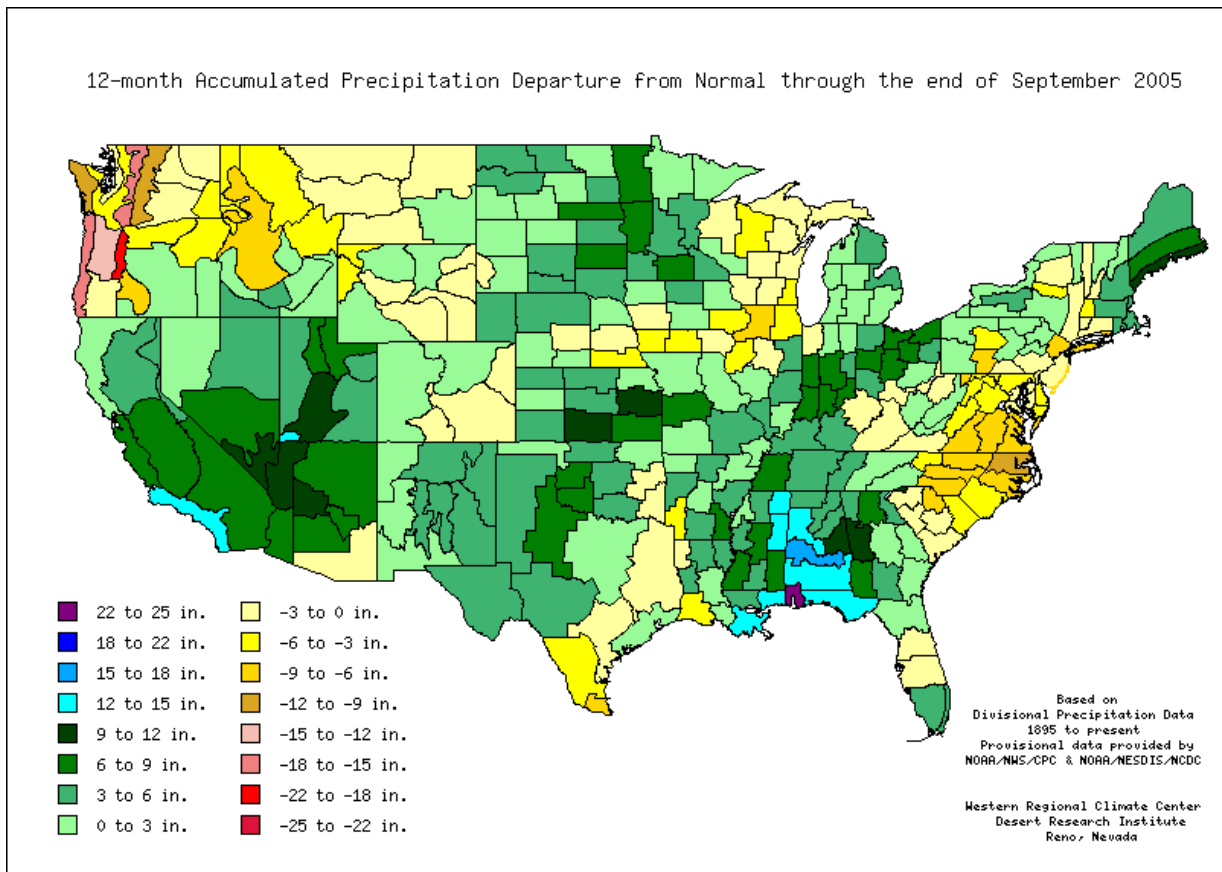 12-month Accumulated Precipitation Departure from Normal through the end of September 2005
22 to 25 in.
18 to 22 in.
15 to 18 in.
12 to 15 in.
9 to 12 in.
6 to 9 in.
3 to 6 in.
0 to 3 in.
-3 to 0 in.
-6 to -3 in.
-9 to -6 in.
-12 to -9 in.
-15 to -12 in.
-18 to -15 in.
-22 to -18 in.
-25 to -22 in.
Based on
Divisional Precipitation Data
1895 to present
Provisional data provided by
NOAA/NWS/CPC & NOAA/NESDIS/NCDC
Western Regional Climate Center
Desert Research Institute
Reno, Nevada